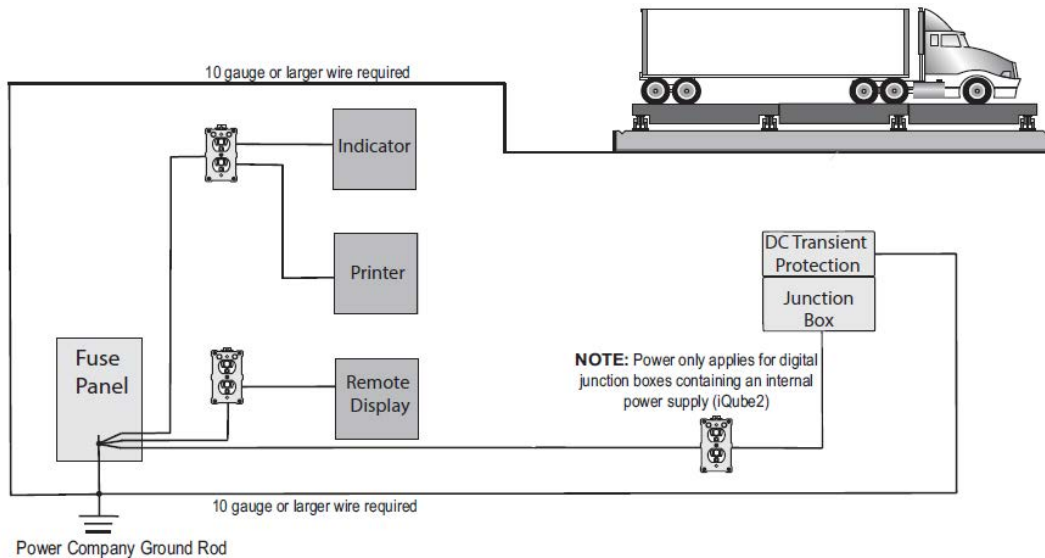 10 gauge or larger wire required
Indicator
Printer
DC Transient
Protection
Junction
Box
Fuse
Panel
Remote
Display
NOTE: Power only applies for digital
junction boxes containing an internal
power supply (iQube2)
10 gauge or larger wire required
Power Company Ground Rod